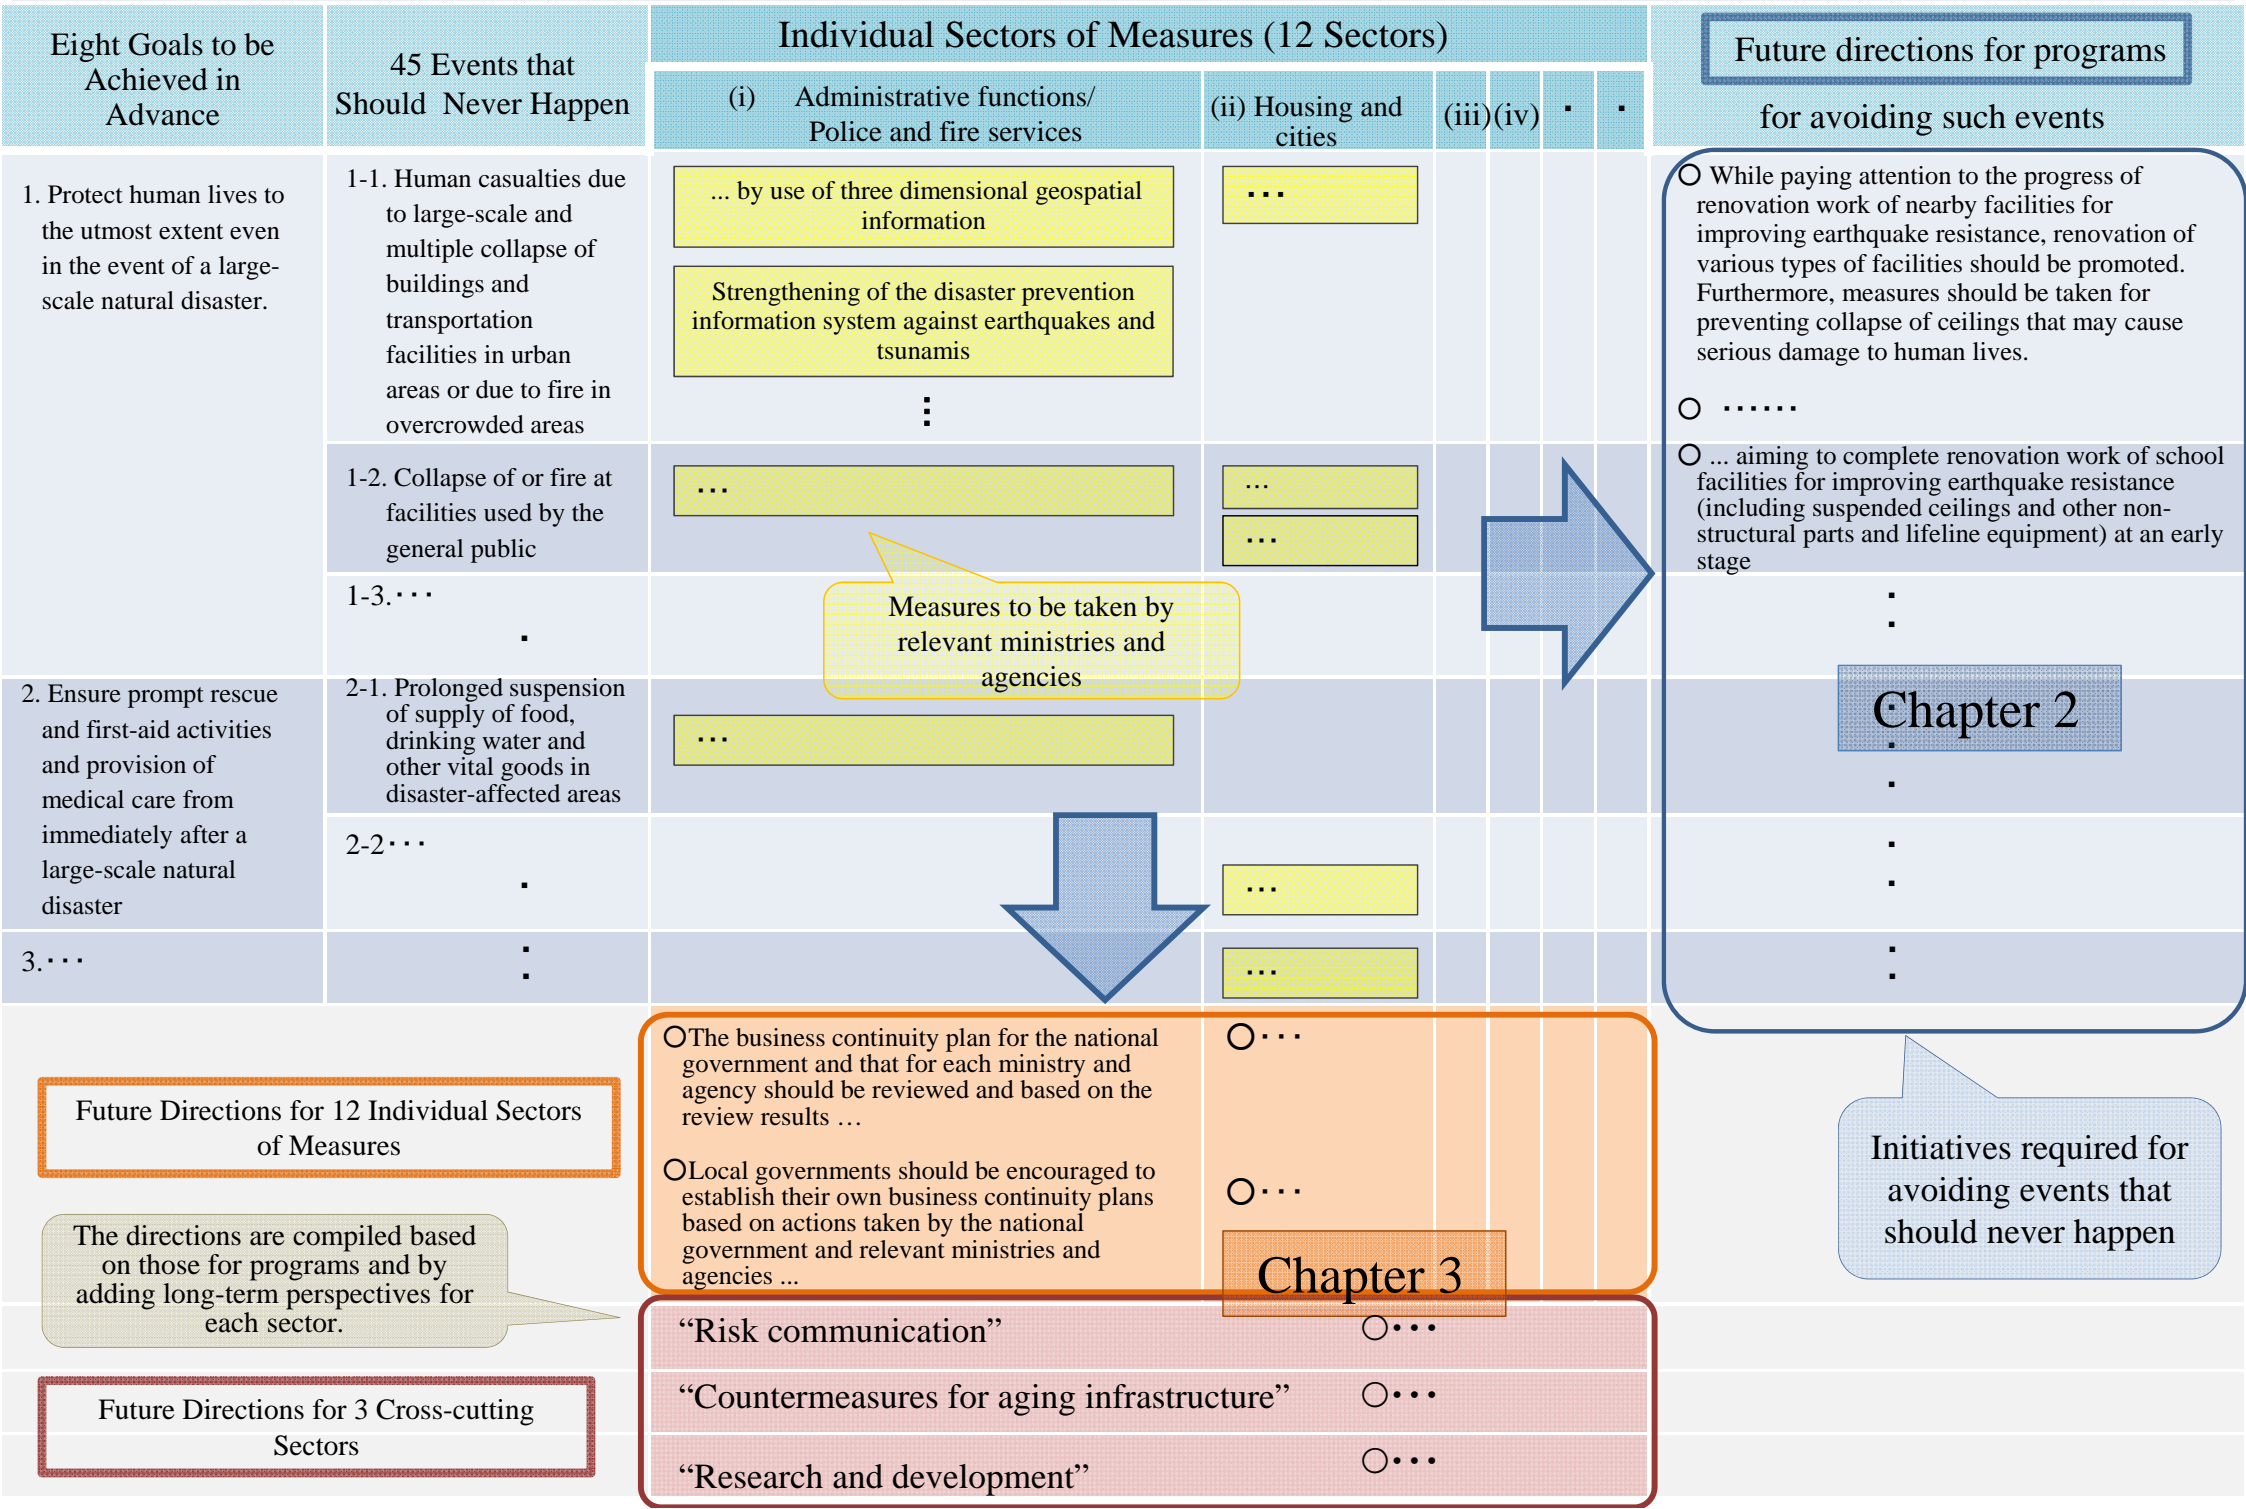 Eight Goals to be
Achieved in
Advance
45 Events that
Should Never Happen
Individual Sectors of Measures (12 Sectors)
(i) Administrative functions/
Police and fire services
(ii) Housing and
cities
(iii)
(iv)
・
・
Future directions for programs
for avoiding such events
1. Protect human lives to
the utmost extent even
in the event of a large-
scale natural disaster.
1-1. Human casualties due
to large-scale and
multiple collapse of
buildings and
transportation
facilities in urban
areas or due to fire in
overcrowded areas
... by use of three dimensional geospatial
information
Strengthening of the disaster prevention
information system against earthquakes and
tsunamis
⋮
・・・
○ While paying attention to the progress of
renovation work of nearby facilities for
improving earthquake resistance, renovation of
various types of facilities should be promoted.
Furthermore, measures should be taken for
preventing collapse of ceilings that may cause
serious damage to human lives.
○ ・・・・・・
1-2. Collapse of or fire at
facilities used by the
general public
・・・
...
・・・
○ ... aiming to complete renovation work of school
facilities for improving earthquake resistance
(including suspended ceilings and other non-
structural parts and lifeline equipment) at an early
stage
1-3.・・・
・
Measures to be taken by
relevant ministries and
agencies
・
・
2. Ensure prompt rescue
and first-aid activities
and provision of
medical care from
immediately after a
large-scale natural
disaster
2-1. Prolonged suspension
of supply of food,
drinking water and
other vital goods in
disaster-affected areas
・・・
Chapter 2
・
・
・
2-2・・・
・
・・・
・
・
3.・・・
・
・
・・・
・
・
○The business continuity plan for the national
government and that for each ministry and
agency should be reviewed and based on the
review results …
○・・・
Future Directions for 12 Individual Sectors
of Measures
○Local governments should be encouraged to
establish their own business continuity plans
based on actions taken by the national
government and relevant ministries and
agencies ...
○・・・
Chapter 3
Initiatives required for
avoiding events that
should never happen
The directions are compiled based
on those for programs and by
adding long-term perspectives for
each sector.
“Risk communication” ○・・・
“Countermeasures for aging infrastructure” ○・・・
“Research and development” ○・・・
Future Directions for 3 Cross-cutting
Sectors